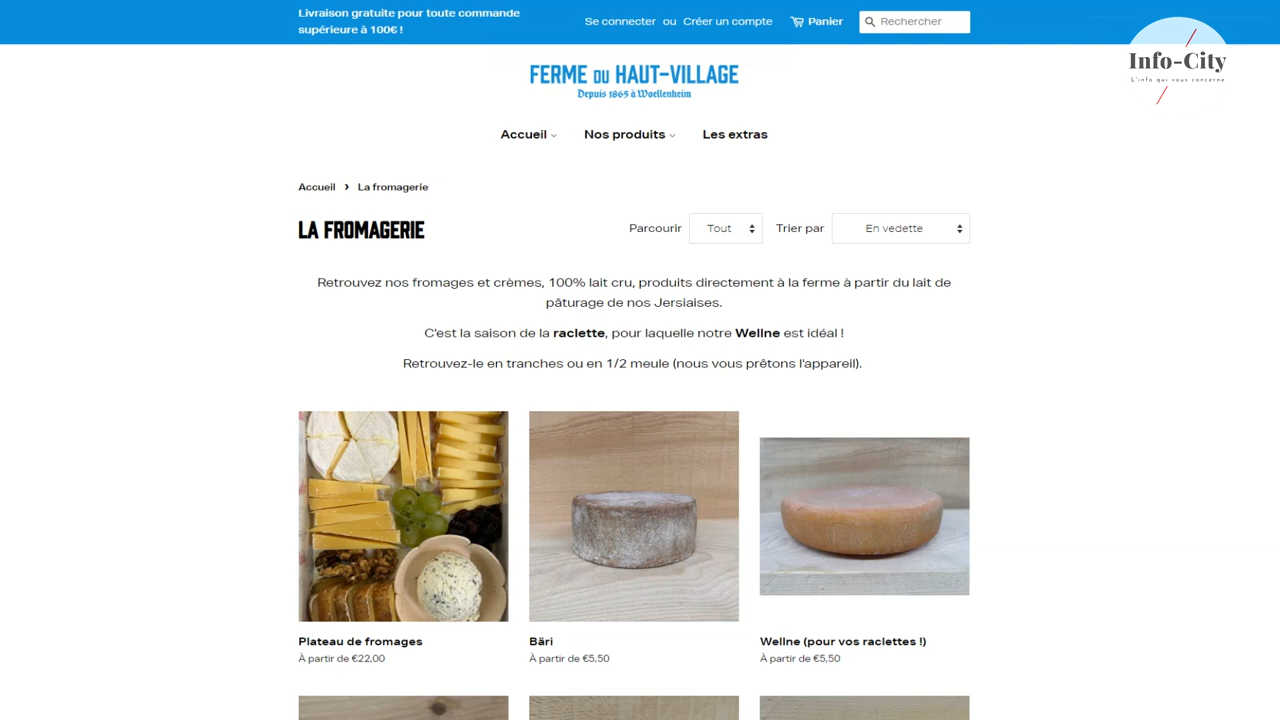 Livraison gratuite pour toute commande
supérieure à 100€ !
Se connecter ou Créer un compte
Panier
Rechercher
Info-City
L'info qui vous concerne
FERME DU HAUT-VILLAGE
Depuis 1865 à Woellenheim
Accueil
Nos produits
Les extras
Accueil › La fromagerie
LA FROMAGERIE
Parcourir
Tout
Trier par
En vedette
Retrouvez nos fromages et crèmes, 100% lait cru, produits directement à la ferme à partir du lait de
pâturage de nos Jersiaises.
C'est la saison de la raclette, pour laquelle notre Wellne est idéal !
Retrouvez-le en tranches ou en 1/2 meule (nous vous prêtons l'appareil).
Plateau de fromages
À partir de €22,00
Bäri
À partir de €5,50
Wellne (pour vos raclettes !)
À partir de €5,50